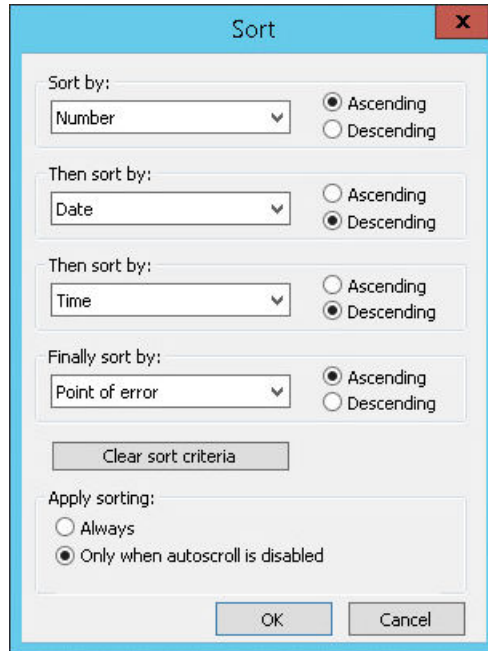 Sort
x
Sort by:
Number
Ascending
Descending
Then sort by:
Date
Ascending
Descending
Then sort by:
Time
Ascending
Descending
Finally sort by:
Point of error
Ascending
Descending
Clear sort criteria
Apply sorting:
Always
Only when autoscroll is disabled
OK
Cancel